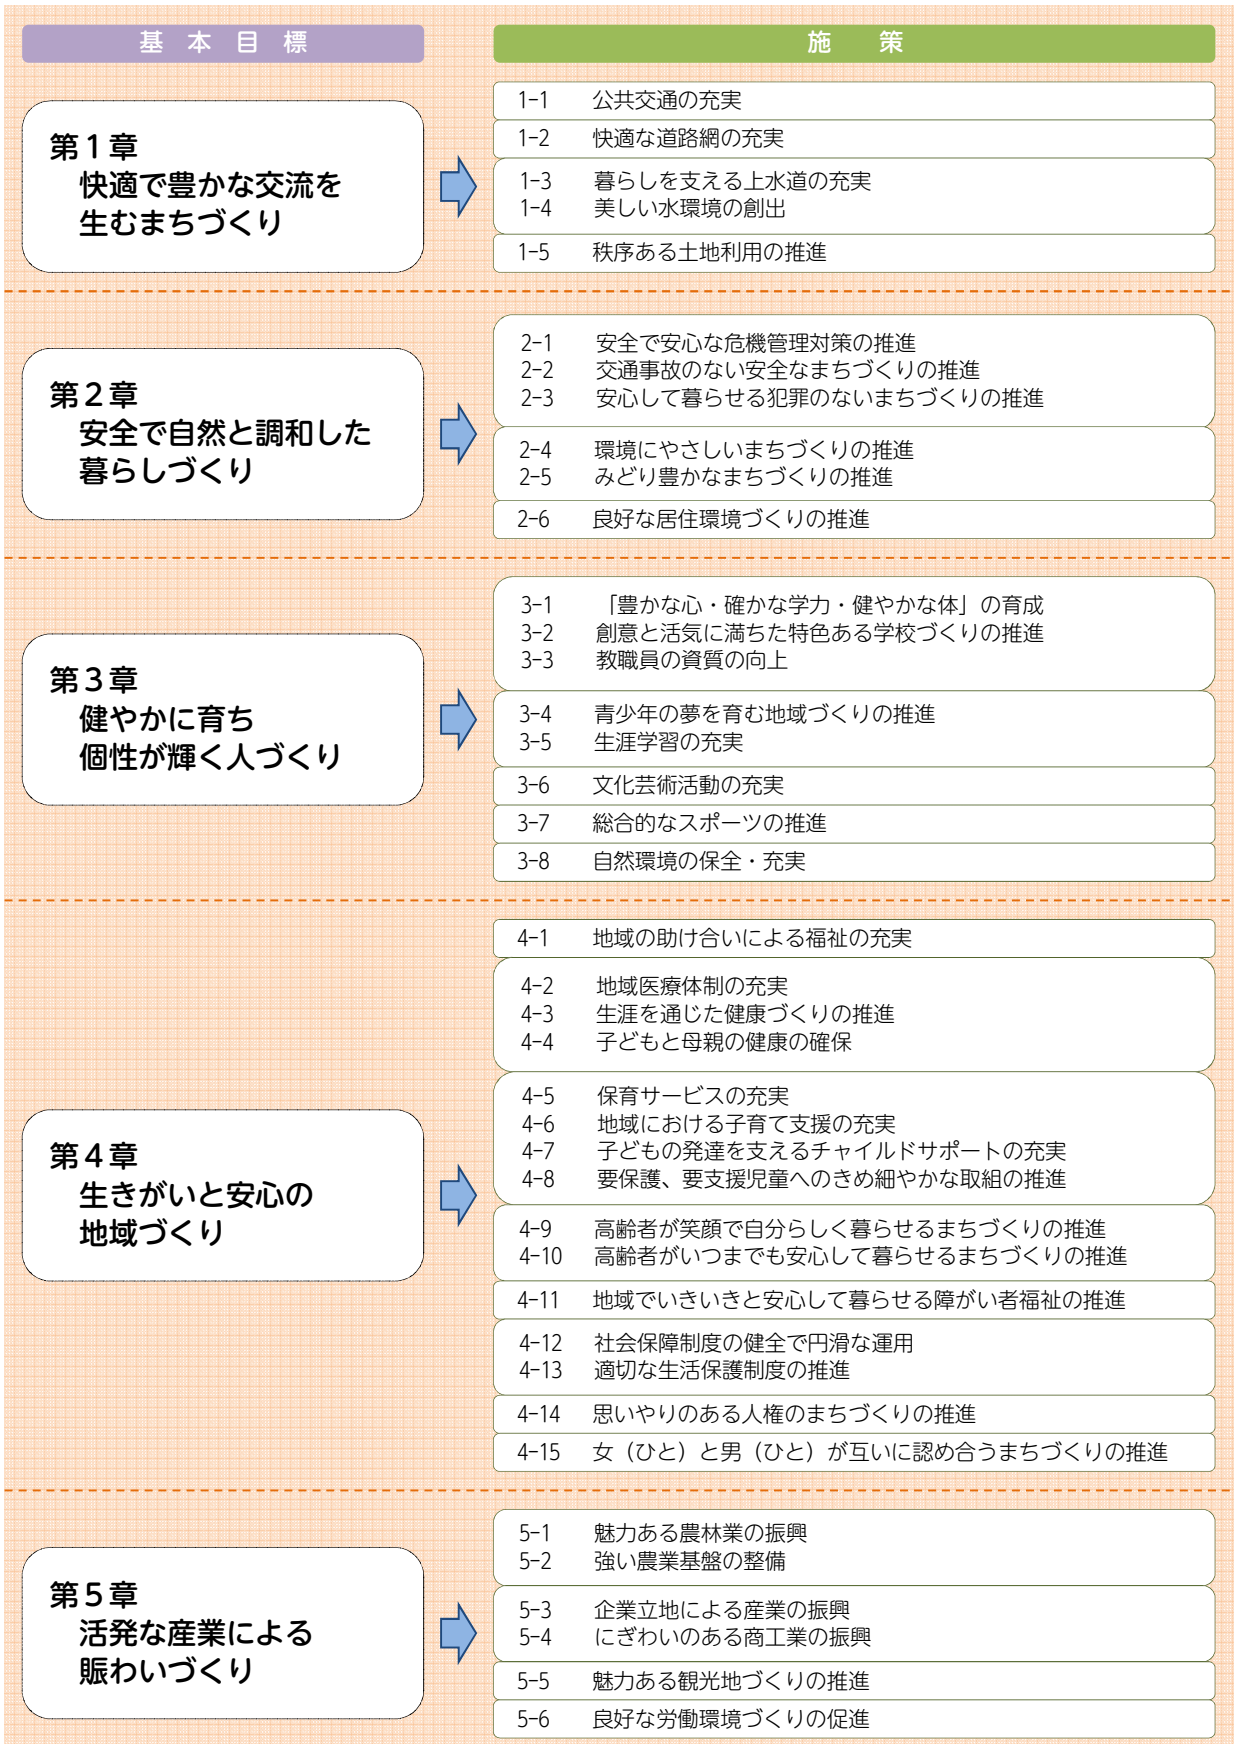 基本目標
施策
第1章
快適で豊かな交流を
生むまちづくり
1-1 公共交通の充実
1-2 快適な道路網の充実
1-3 暮らしを支える上水道の充実
1-4 美しい水環境の創出
1-5 秩序ある土地利用の推進
第2章
安全で自然と調和した
暮らしづくり
2-1 安全で安心な危機管理対策の推進
2-2 交通事故のない安全なまちづくりの推進
2-3 安心して暮らせる犯罪のないまちづくりの推進
2-4 環境にやさしいまちづくりの推進
2-5 みどり豊かなまちづくりの推進
2-6 良好な居住環境づくりの推進
第3章
健やかに育ち
個性が輝く人づくり
3-1 「豊かな心・確かな学力・健やかな体」の育成
3-2 創意と活気に満ちた特色ある学校づくりの推進
3-3 教職員の資質の向上
3-4 青少年の夢を育む地域づくりの推進
3-5 生涯学習の充実
3-6 文化芸術活動の充実
3-7 総合的なスポーツの推進
3-8 自然環境の保全・充実
第4章
生きがいと安心の
地域づくり
4-1 地域の助け合いによる福祉の充実
4-2 地域医療体制の充実
4-3 生涯を通じた健康づくりの推進
4-4 子どもと母親の健康の確保
4-5 保育サービスの充実
4-6 地域における子育て支援の充実
4-7 子どもの発達を支えるチャイルドサポートの充実
4-8 要保護、要支援児童へのきめ細やかな取組の推進
4-9 高齢者が笑顔で自分らしく暮らせるまちづくりの推進
4-10 高齢者がいつまでも安心して暮らせるまちづくりの推進
4-11 地域でいきいきと安心して暮らせる障がい者福祉の推進
4-12 社会保障制度の健全で円滑な運用
4-13 適切な生活保護制度の推進
4-14 思いやりのある人権のまちづくりの推進
4-15 女（ひと）と男（ひと）が互いに認め合うまちづくりの推進
第5章
活発な産業による
賑わいづくり
5-1 魅力ある農林業の振興
5-2 強い農業基盤の整備
5-3 企業立地による産業の振興
5-4 にぎわいのある商工業の振興
5-5 魅力ある観光地づくりの推進
5-6 良好な労働環境づくりの促進